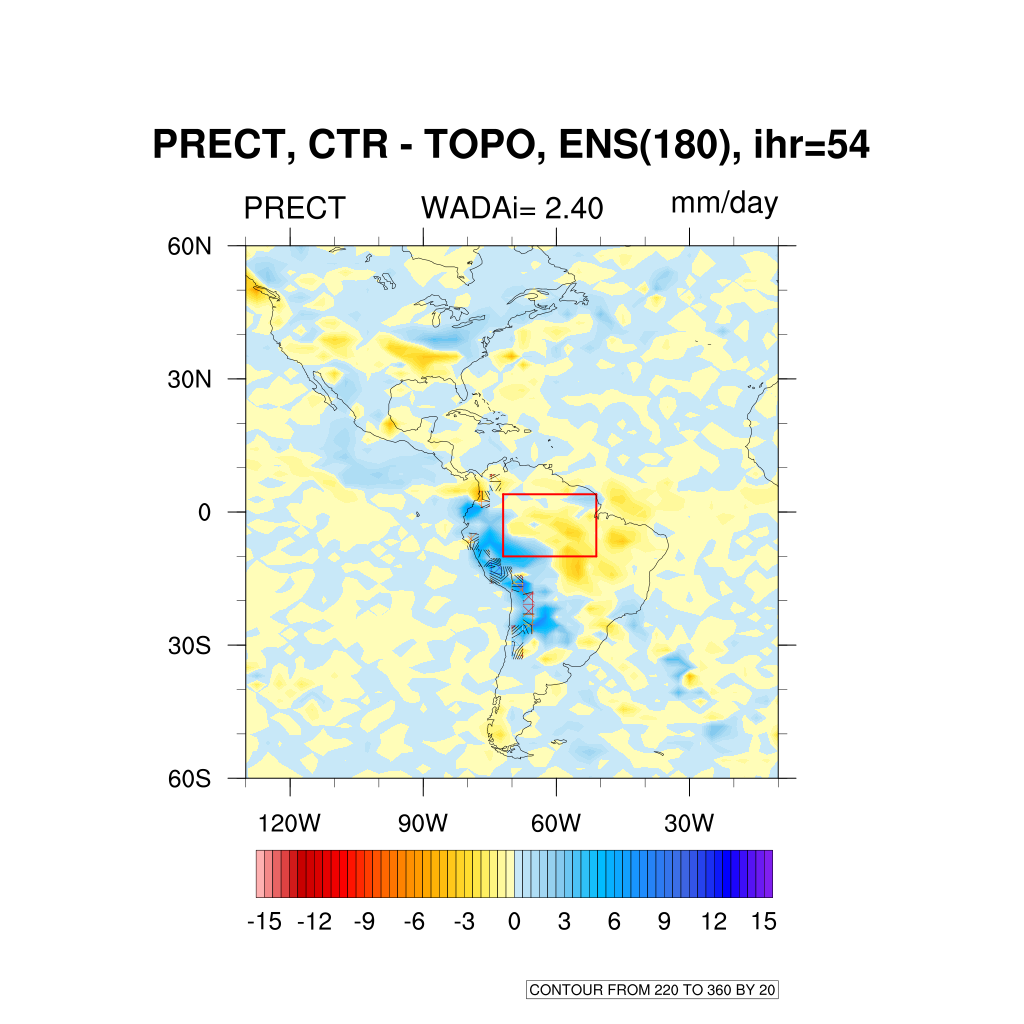 PRECT, CTR - TOPO, ENS(180), ihr=54
PRECT WADAi= 2.40 mm/day
60N
30N
0
30S
60S
120W 90W 60W 30W
-15 -12 -9 -6 -3 0 3 6 9 12 15
CONTOUR FROM 220 TO 360 BY 20